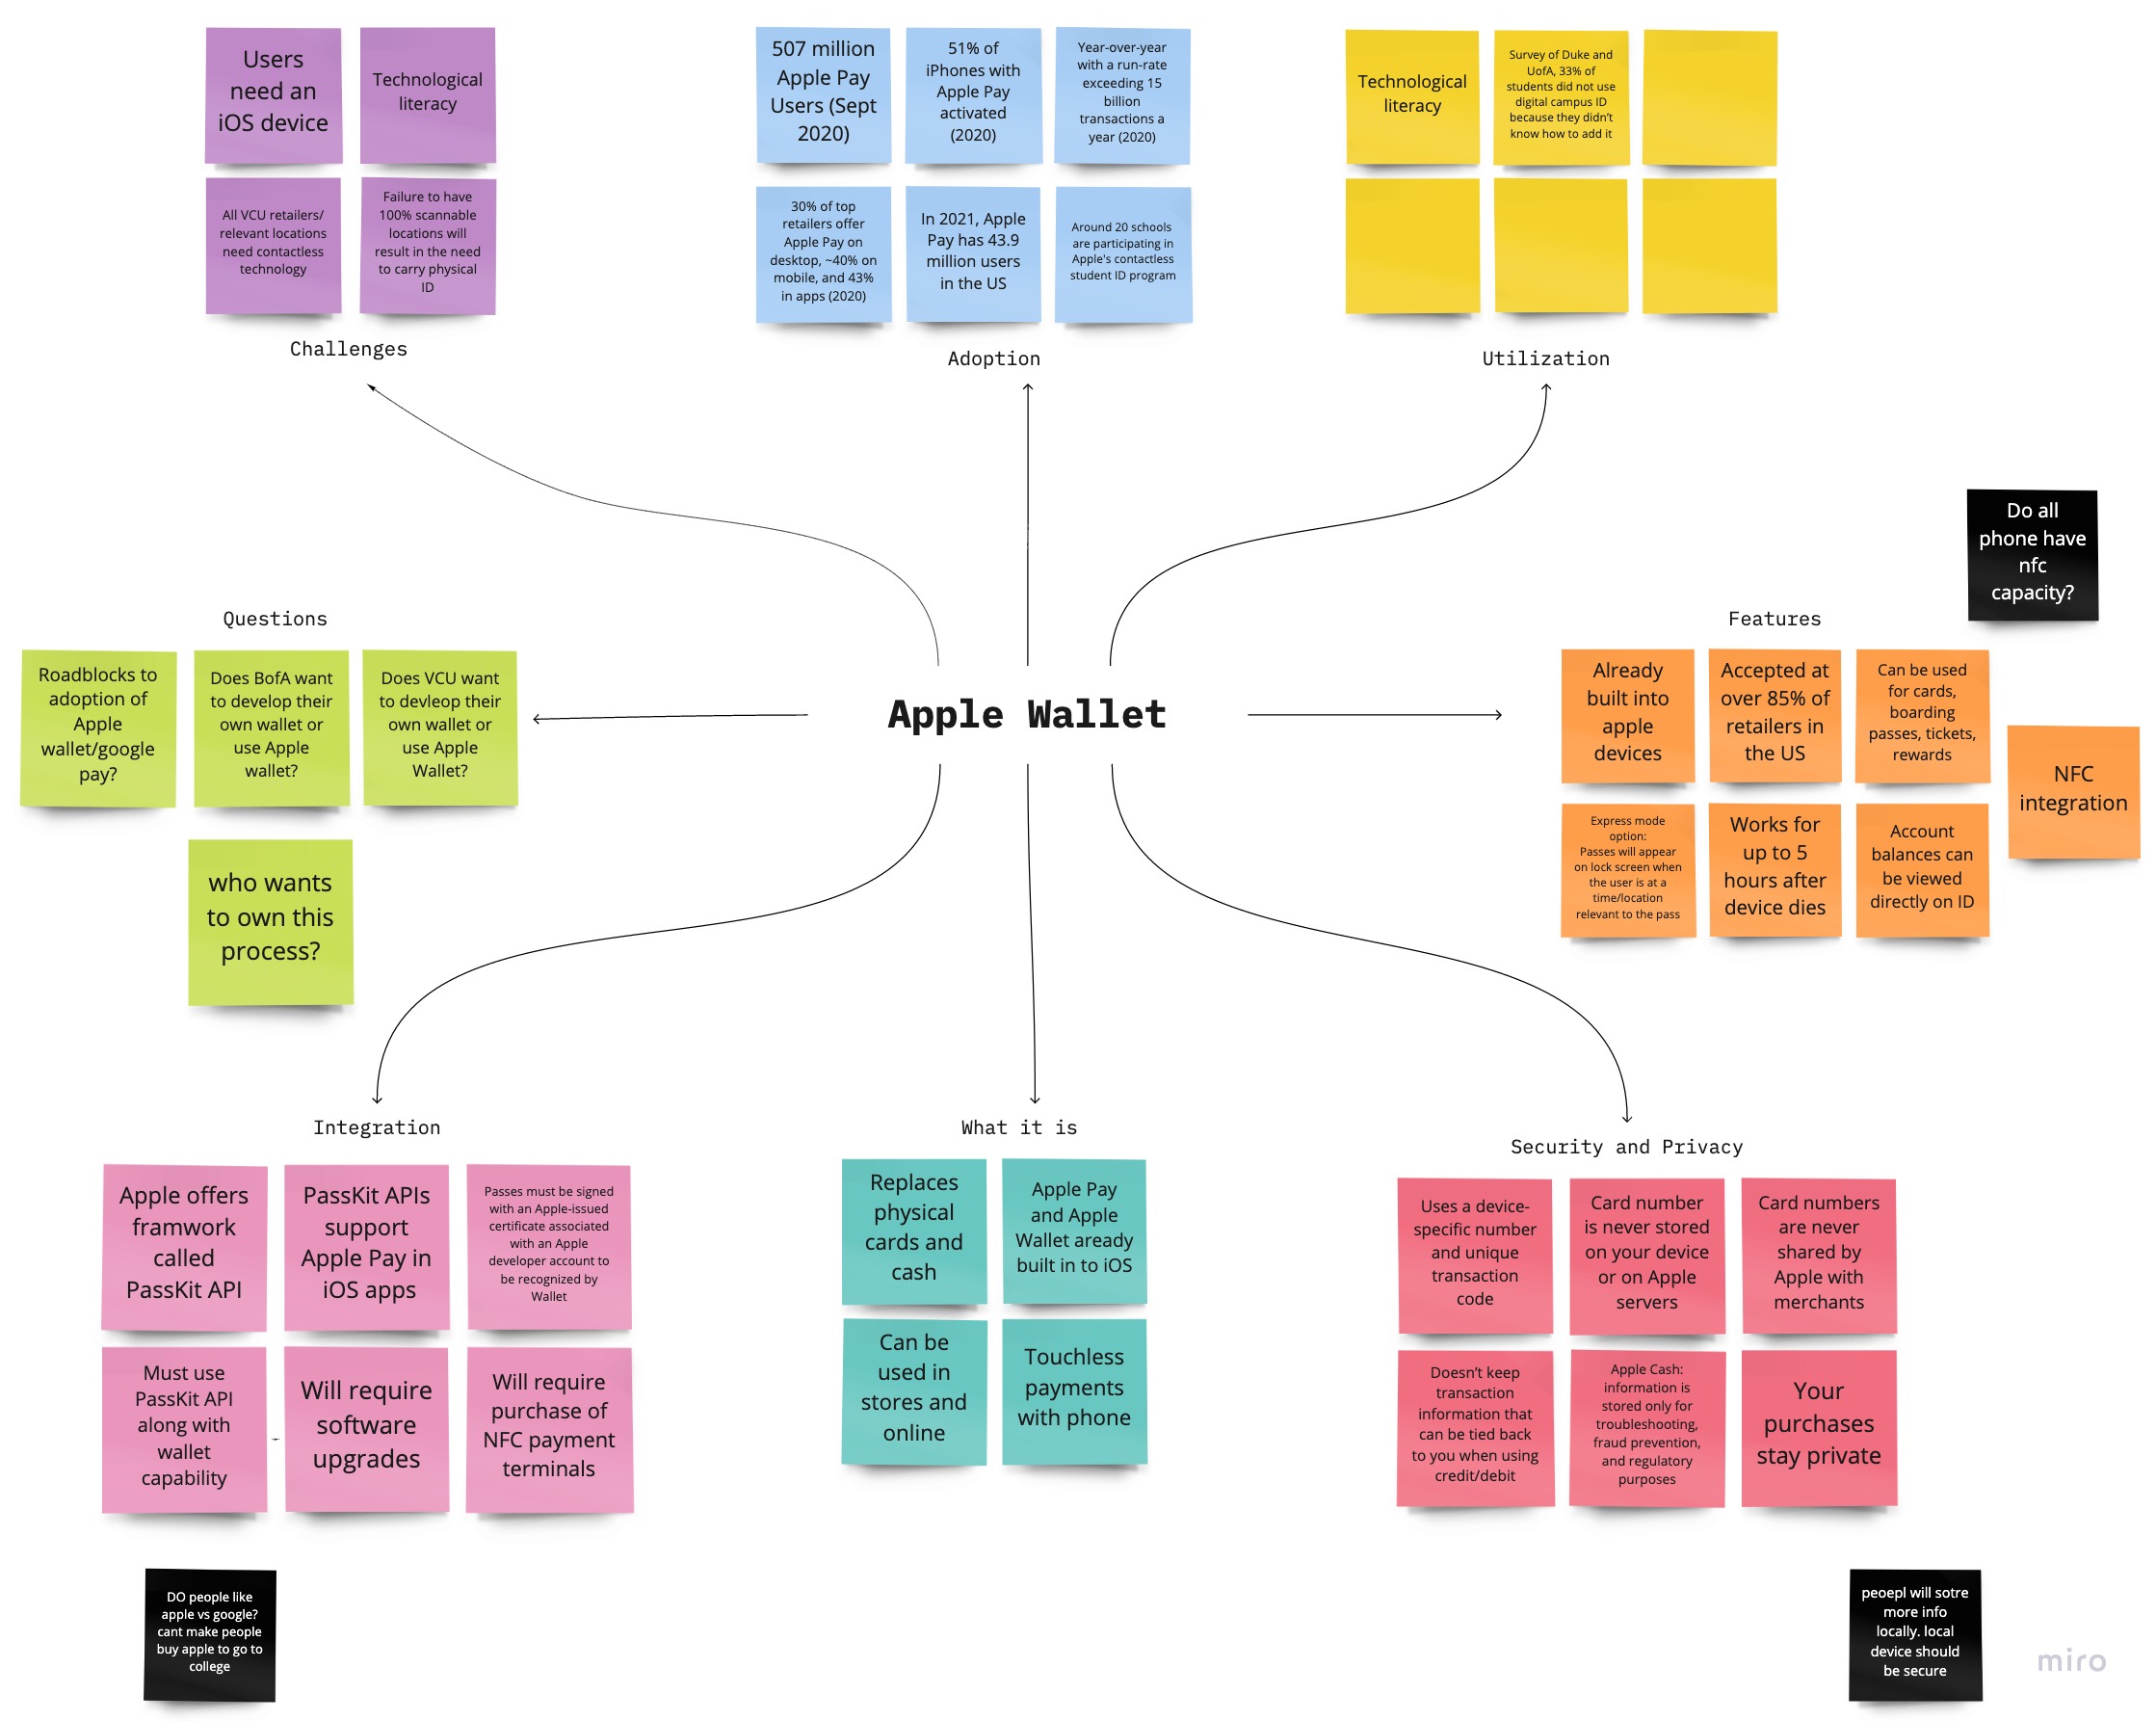 Users
need an
iOS device
Technological
literacy
All VCU retailers/
relevant locations
need contactless
technology
Failure to have
100% scannable
locations will
result in the need
to carry physical
ID
Challenges
507 million
Apple Pay
Users (Sept
2020)
51% of
iPhones with
Apple Pay
activated
(2020)
Year-over-year
with a run-rate
exceeding 15
billion
transactions a
year (2020)
30% of top
retailers offer
Apple Pay on
desktop, ~40% on
mobile, and 43%
in apps (2020)
In 2021, Apple
Pay has 43.9
million users
in the US
Around 20 schools
are participating in
Apple's contactless
student ID program
Adoption
Technological
literacy
Survey of Duke and
UofA, 33% of
students did not use
digital campus ID
because they didn't
know how to add it
Utilization
Do all
phone have
nfc
capacity?
Questions
Roadblocks to
adoption of
Apple
wallet/google
pay?
Does BofA want
to develop their
own wallet or
use Apple
wallet?
Does VCU want
to devleop their
own wallet or
use Apple
Wallet?
who wants
to own this
process?
Apple Wallet
Features
Already
built into
apple
devices
Accepted at
over 85% of
retailers in
the US
Can be used
for cards,
boarding
passes, tickets,
rewards
NFC
integration
Express mode
option:
Passes will appear
on lock screen when
the user is at a
time/location
relevant to the pass
Works for
up to 5
hours after
device dies
Account
balances can
be viewed
directly on ID
Integration
Apple offers
framwork
called
PassKit API
PassKit APIs
support
Apple Pay in
iOS apps
Passes must be signed
with an Apple-issued
certificate associated
with an Apple
developer account to
be recognized by
Wallet
Must use
PassKit API
along with
wallet
capability
Will require
software
upgrades
Will require
purchase of
NFC payment
terminals
What it is
Replaces
physical
cards and
cash
Apple Pay
and Apple
Wallet aready
built in to iOS
Can be
used in
stores and
online
Touchless
payments
with phone
Security and Privacy
Uses a device-
specific number
and unique
transaction
code
Card number
is never stored
on your device
or on Apple
servers
Card numbers
are never
shared by
Apple with
merchants
Doesn't keep
transaction
information that
can be tied back
to you when using
credit/debit
Apple Cash:
information is
stored only for
troubleshooting,
fraud prevention,
and regulatory
purposes
Your
purchases
stay private
DO people like
apple vs google?
cant make people
buy apple to go to
college
peoepl will sotre
more info
locally. local
device should
be secure
miro